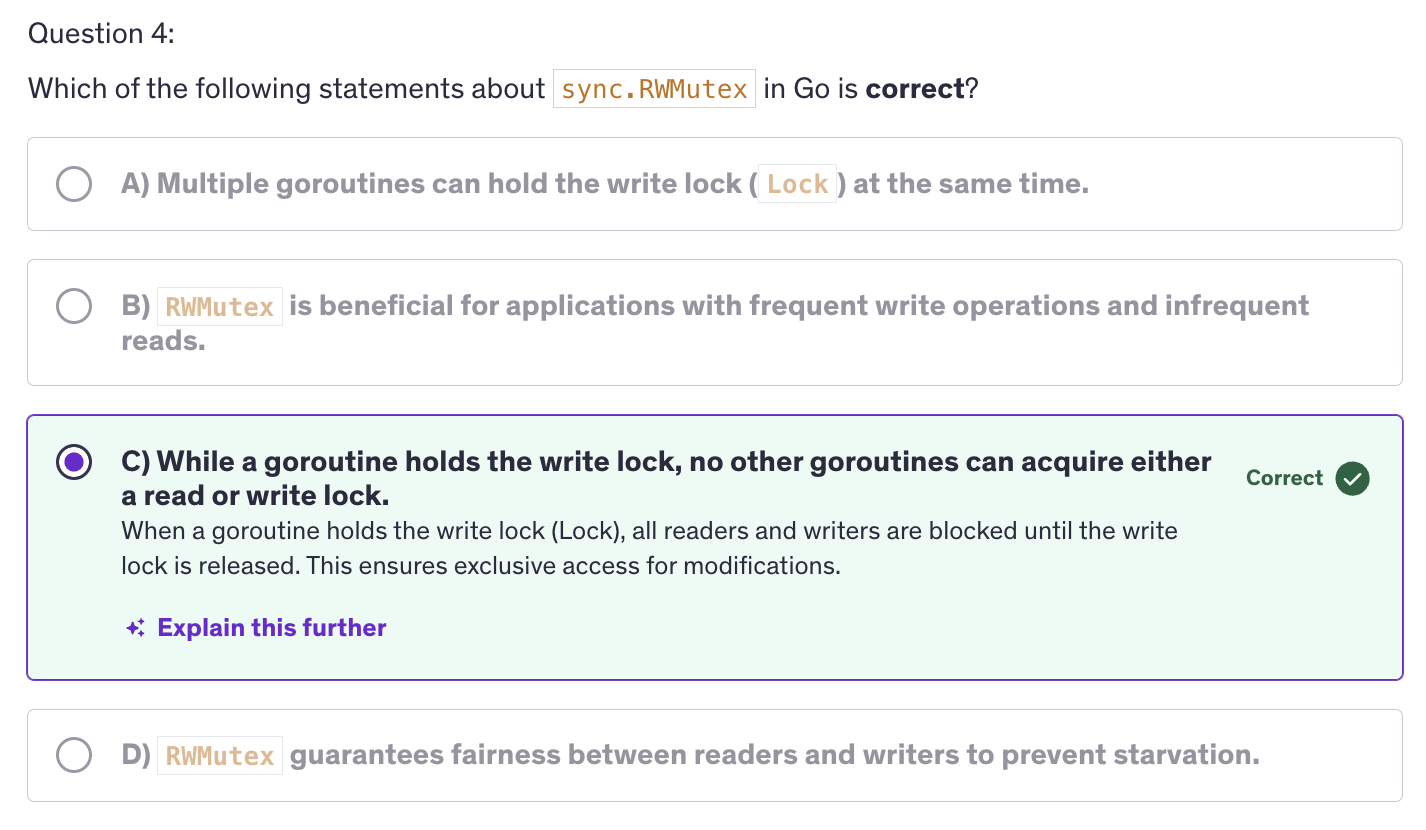 Question 4:
Which of the following statements about sync.RWMutex in Go is correct?
A) Multiple goroutines can hold the write lock (Lock) at the same time.
B) RWMutex is beneficial for applications with frequent write operations and infrequent
reads.
C) While a goroutine holds the write lock, no other goroutines can acquire either
a read or write lock.
Correct
When a goroutine holds the write lock (Lock), all readers and writers are blocked until the write
lock is released. This ensures exclusive access for modifications.
Explain this further
D) RWMutex guarantees fairness between readers and writers to prevent starvation.